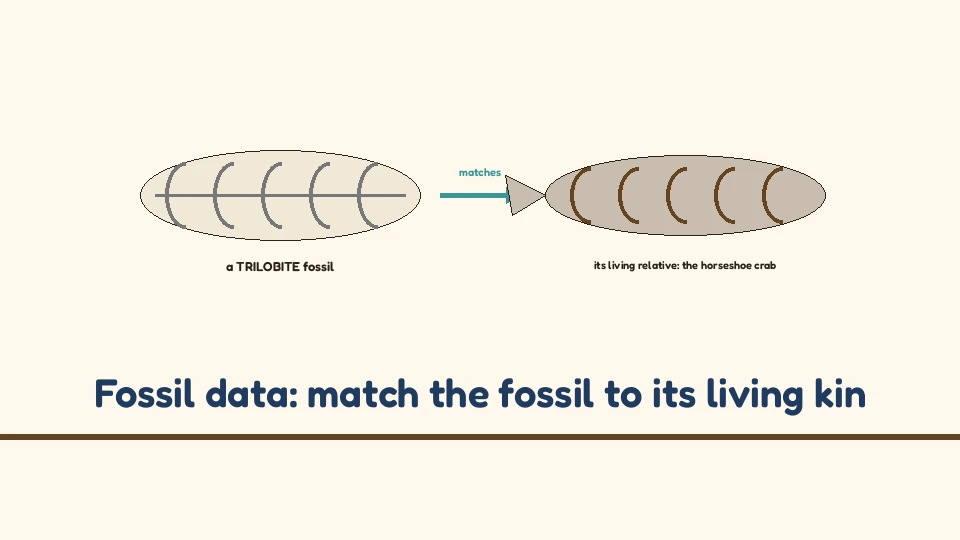 matches
a TRILOBITE fossil
its living relative: the horseshoe crab
Fossil data: match the fossil to its living kin